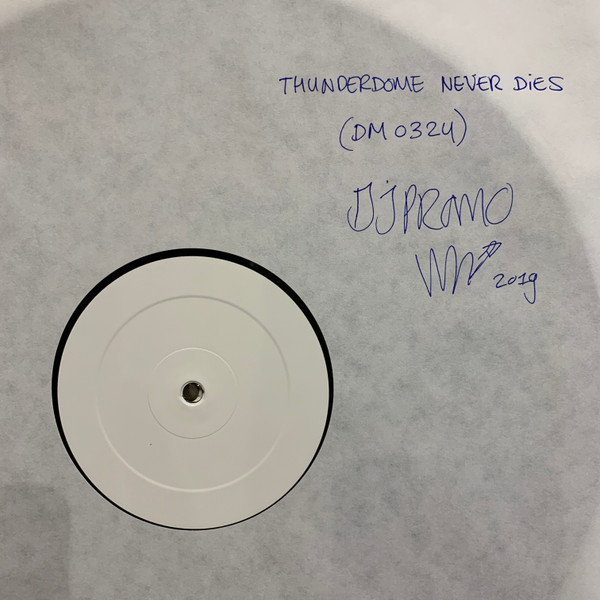 THUNDERDOME NEVER DiES
(DM 0324)
DJ PROMO
2019